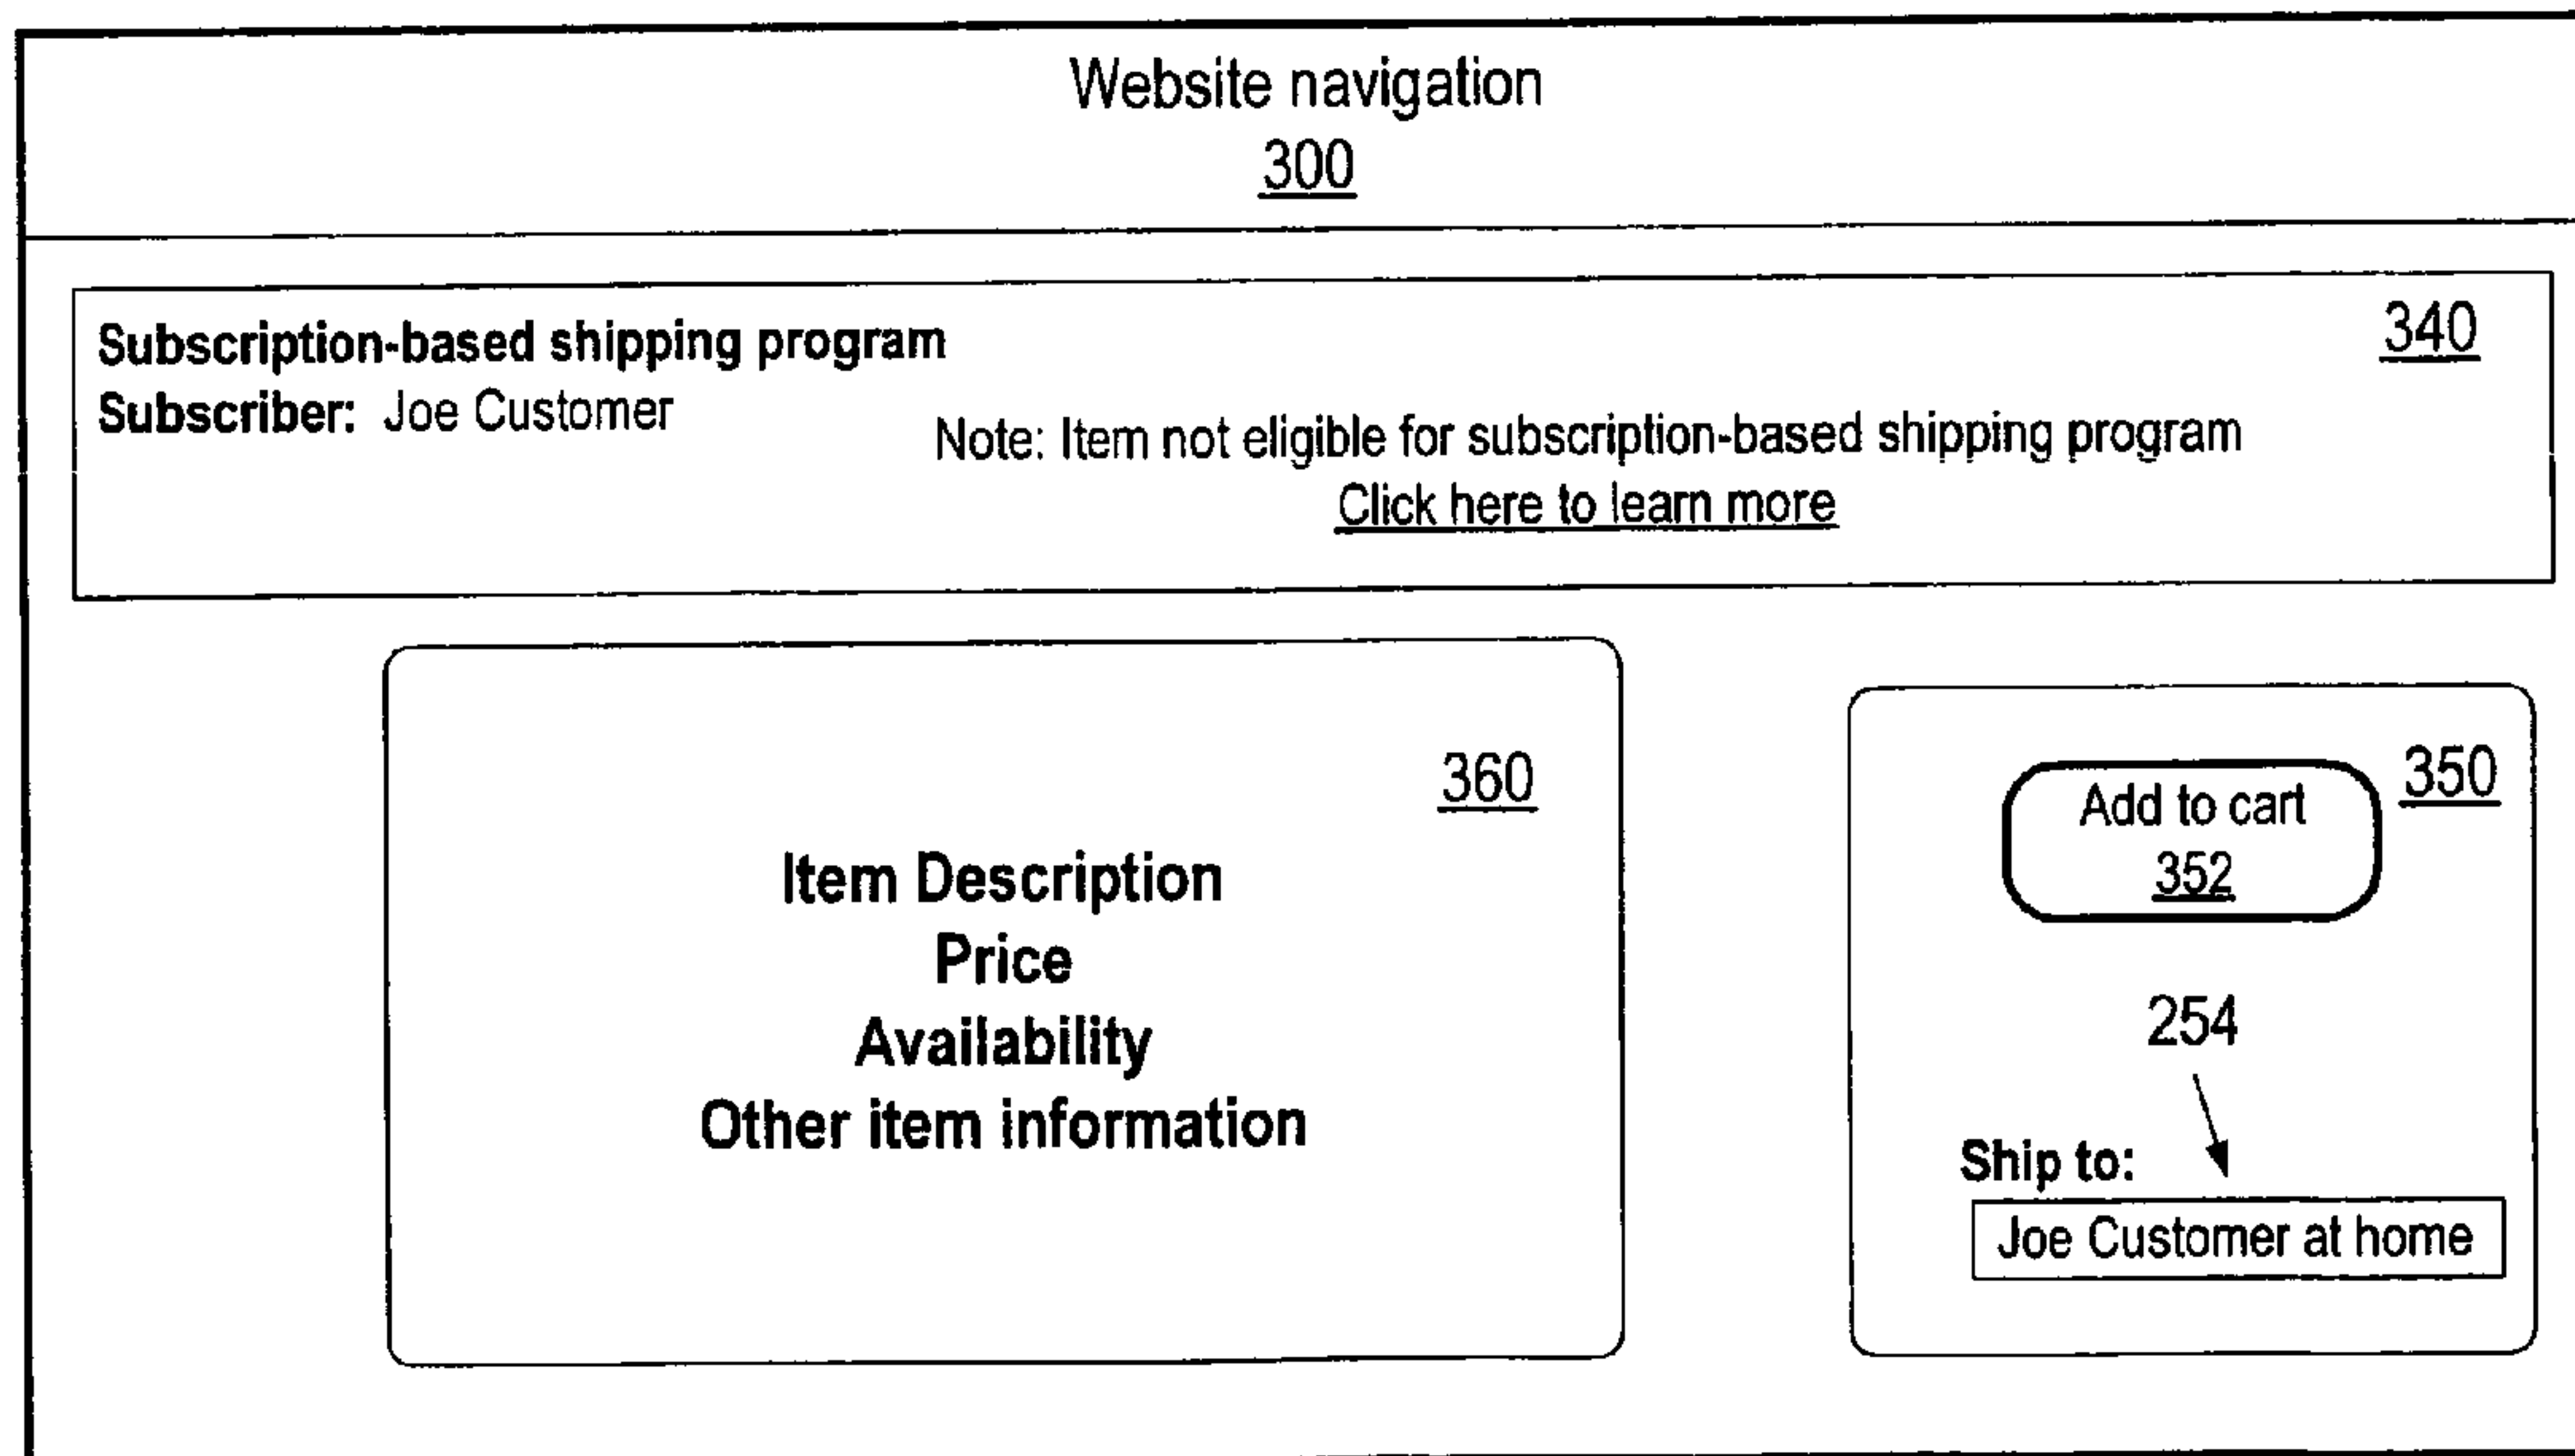 Website navigation
300
Subscription-based shipping program
340
Subscriber: Joe Customer
Note: Item not eligible for subscription-based shipping program
Click here to learn more
360
Item Description
Price
Availability
Other item information
350
Add to cart
352
254
Ship to:
Joe Customer at home